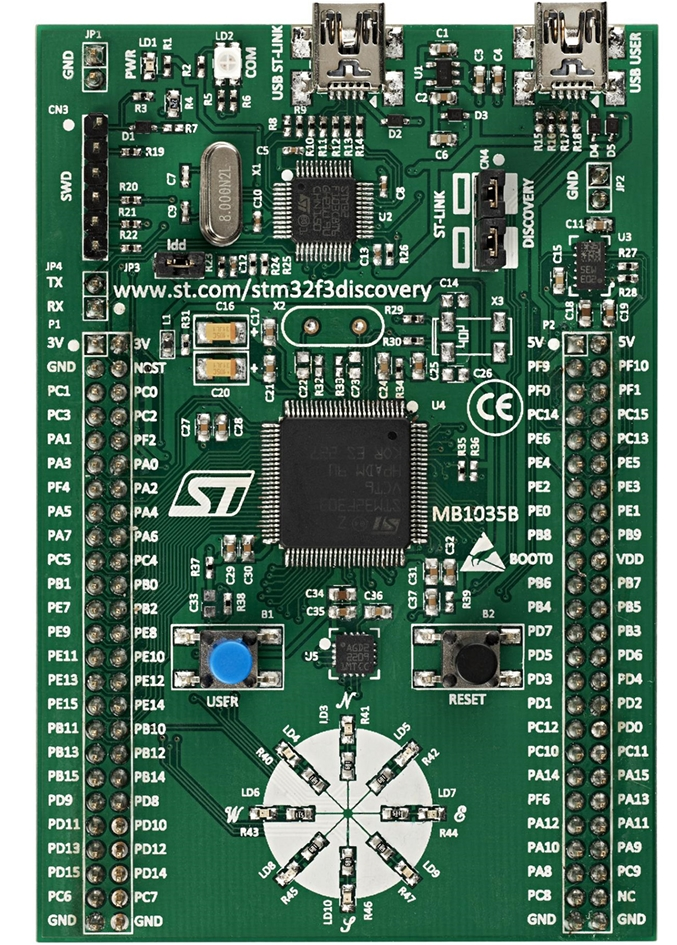 JP1
LD1
R1
LD2
GND
PWR
R2
COM
USB ST-LINK
C1
U1
C3
C4
USB USER
CN3
R3
R4
R5
R6
C2
D1
R7
R8
R9
D2
D3
R15
R16
R17
R18
D4
D5
SWD
R19
C5
R10
R11
R12
R13
R14
C6
CN4
GND
C7
X1
8.000N2L
U2
C8
ST-LINK
DISCOVERY
JP2
R20
R21
R22
C9
C10
C11
U3
Idd
C13
R26
JP4
JP3
R23
C12
R24
R25
C15
R27
R28
TX
RX
www.st.com/stm32f3discovery
C14
C18
C19
P1
L1
R31
C16
C17
X2
R29
R30
X3
P2
3V 3V
5V 5V
GND NRST
C20
C21
C22
R32
R33
C23
C24
R34
C25
C26
PF9 PF10
PC1 PC0
PF0 PF1
PC3 PC2
C27
C28
U4
CE
PC14 PC15
PA1 PF2
R35
R36
PE6 PC13
PA3 PA0
PE4 PE5
PF4 PA2
PE2 PE3
PA5 PA4
ST
MB1035B
PE0 PE1
PA7 PA6
PB8 PB9
PC5 PC4
R37
C29
C30
C31
C32
BOOT0 VDD
PB1 PB0
PB6 PB7
PE7 PB2
C33
R38
C34
C35
C36
C37
R39
PB4 PB5
PE9 PE8
B1
B2
PD7 PB3
PE11 PE10
U5
PD5 PD6
PE13 PE12
USER
RESET
PD3 PD4
PE15 PE14
N
PD1 PD2
PB11 PB10
LD4
LD3
R41
LD5
PC12 PD0
PB13 PB12
R40
R42
PC10 PC11
PB15 PB14
LD6
LD7
PA14 PA15
PD9 PD8
W
E
PF6 PA13
PD11 PD10
R43
R44
PA12 PA11
PD13 PD12
LD8
LD9
PA10 PA9
PD15 PD14
R45
R47
PA8 PC9
PC6 PC7
LD10
R46
PC8 NC
GND GND
S
GND GND